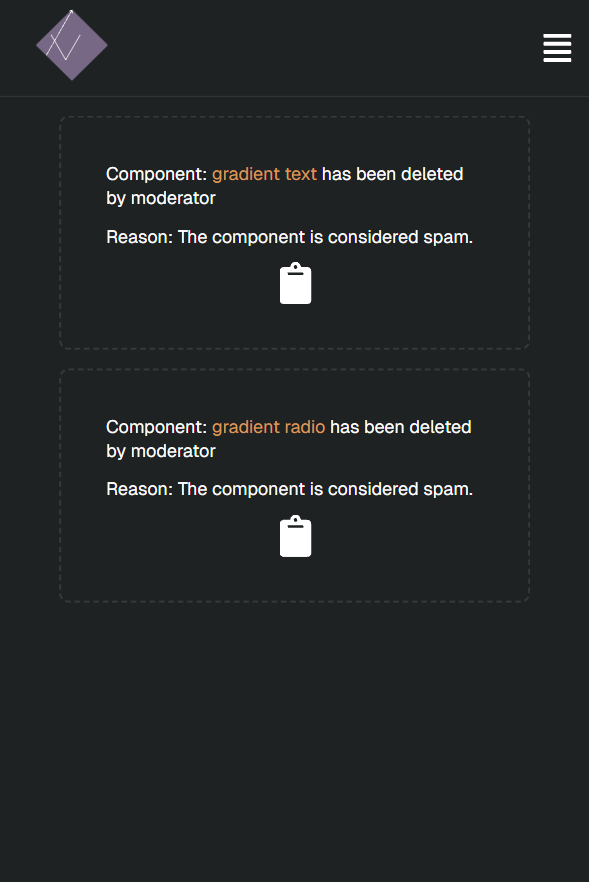 Component: gradient text has been deleted
by moderator
Reason: The component is considered spam.
Component: gradient radio has been deleted
by moderator
Reason: The component is considered spam.